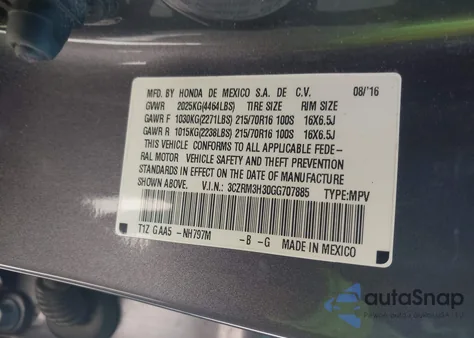 MFD. BY HONDA DE MEXICO S.A. DE C.V. 08/'16
GVWR 2025KG(4464LBS) TIRE SIZE RIM SIZE
GAWR F 1030KG(2271LBS) 215/70R16 100S 16X6.5J
GAWR R 1015KG(2238LBS) 215/70R16 100S 16X6.5J
THIS VEHICLE CONFORMS TO ALL APPLICABLE FEDE-
RAL MOTOR VEHICLE SAFETY AND THEFT PREVENTION
STANDARDS IN EFFECT ON THE DATE OF MANUFACTURE
SHOWN ABOVE. V.I.N.: 3CZRM3H30GG707885 TYPE:MPV
T1Z GAA5 -NH797M -B -G MADE IN MEXICO
autoSnap